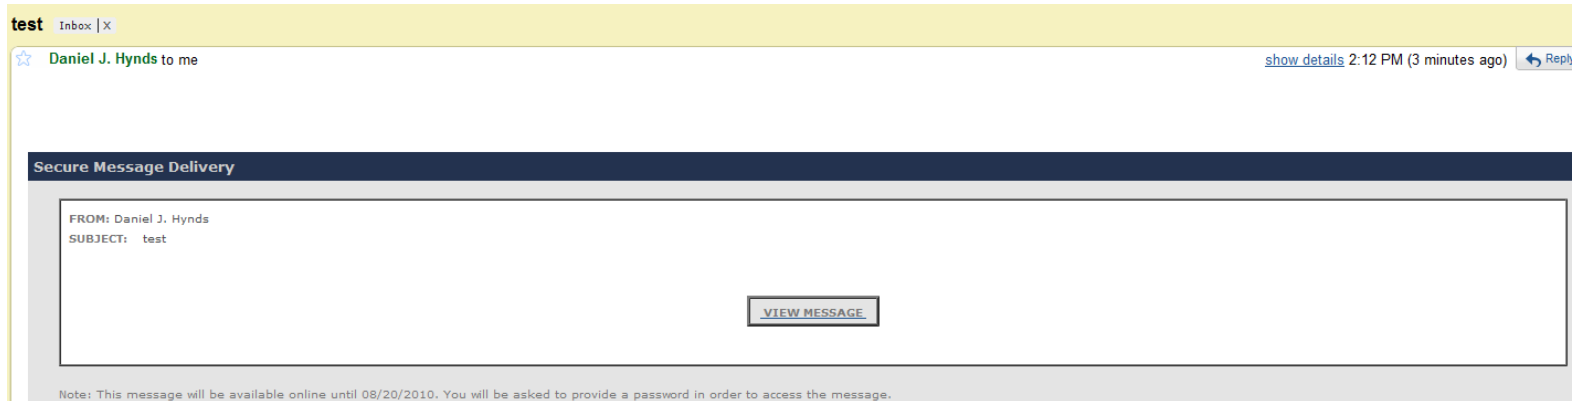 test Inbox | X
Daniel J. Hynds to me show details 2:12 PM (3 minutes ago) Reply
Secure Message Delivery
FROM: Daniel J. Hynds
SUBJECT: test
VIEW MESSAGE
Note: This message will be available online until 08/20/2010. You will be asked to provide a password in order to access the message.